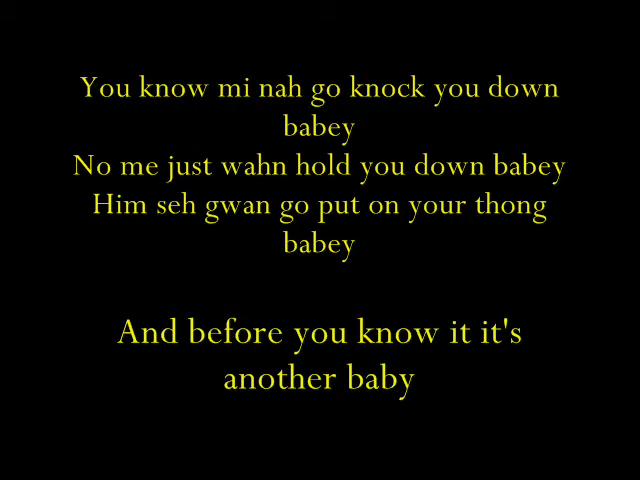 You know mi nah go knock you down
babey
No me just wahn hold you down babey
Him seh gwan go put on your thong
babey
And before you know it it's
another baby